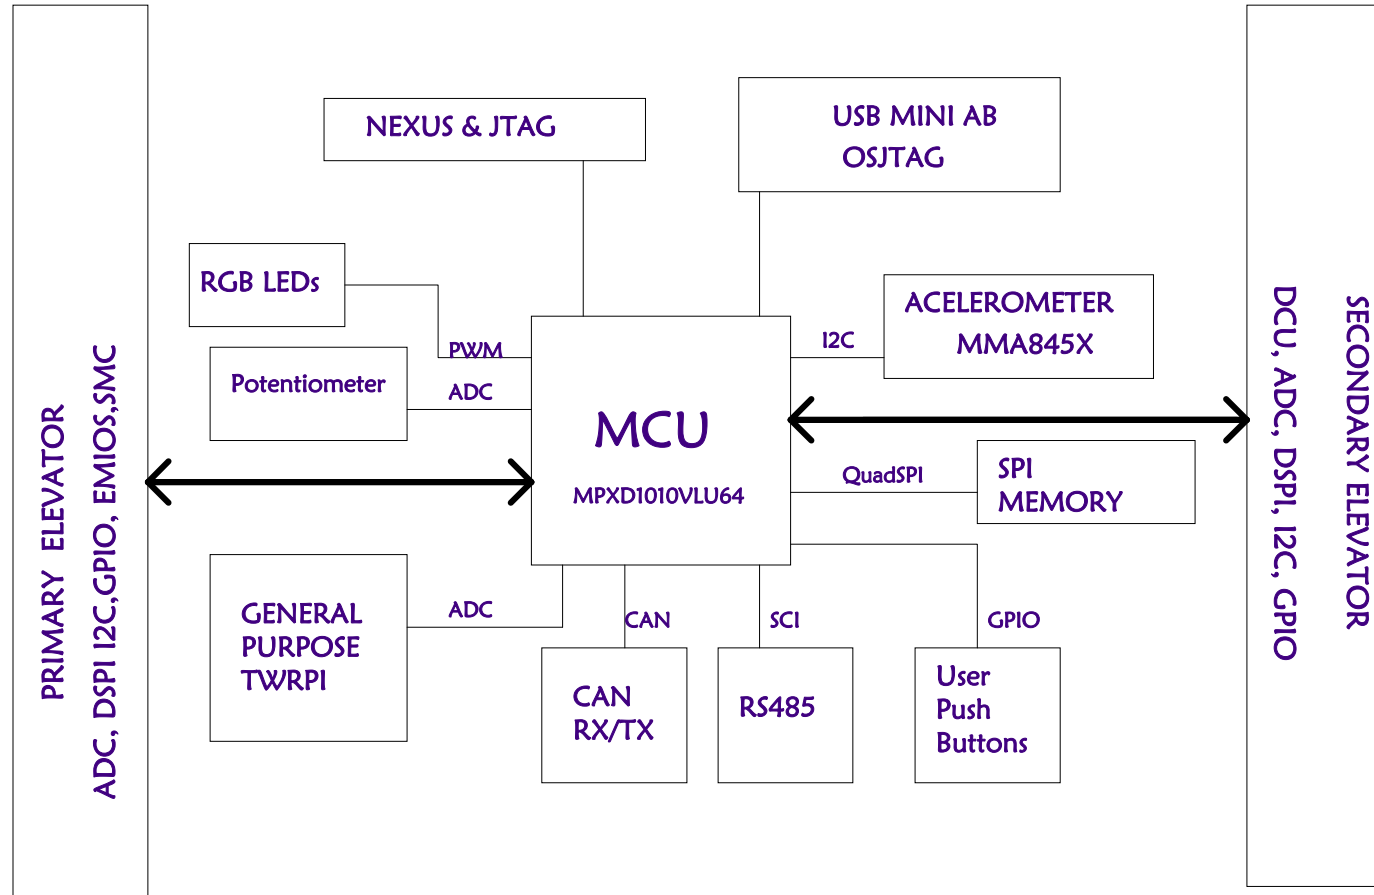 NEXUS & JTAG
USB MINI AB
OSJTAG
RGB LEDs
PWM
Potentiometer
ADC
I2C
ACELEROMETER
MMA845X
MCU
MPXD1010VLU64
QuadSPI
SPI
MEMORY
PRIMARY ELEVATOR
ADC, DSPI I2C,GPIO, EMIOS,SMC
SECONDARY ELEVATOR
DCU, ADC, DSPI, I2C, GPIO
GENERAL
PURPOSE
TWRPI
ADC
CAN
SCI
GPIO
CAN
RX/TX
RS485
User
Push
Buttons